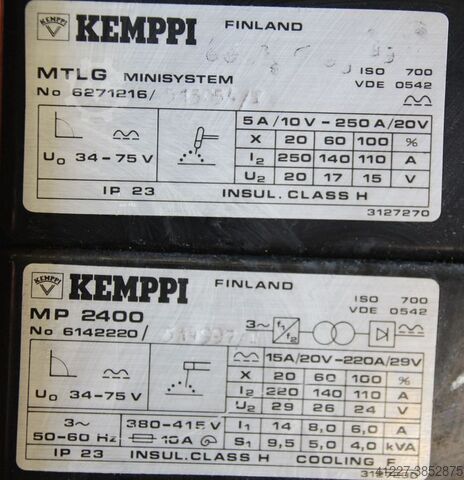 KEMPPI FINLAND
MTLG MINISYSTEM ISO 700
No 6271216/ VDE 0542
5A/10V-250A/20V
X 20 60 100 %
I2 250 140 110 A
U0 34-75 V U2 20 17 15 V
IP 23 INSUL. CLASS H
3127270
KEMPPI FINLAND
MP 2400 ISO 700
No 6142220/ VDE 0542
3~ f1 f2
15A/20V-220A/29V
X 20 60 100 %
I2 220 140 110 A
U0 34-75 V U2 29 26 24 V
3~ 380-415 V I1 14 8,0 6,0 A
50-60 Hz 10A S1 9,5 5,0 4,0 kVA
IP 23 INSUL. CLASS H COOLING F
41227-3852875